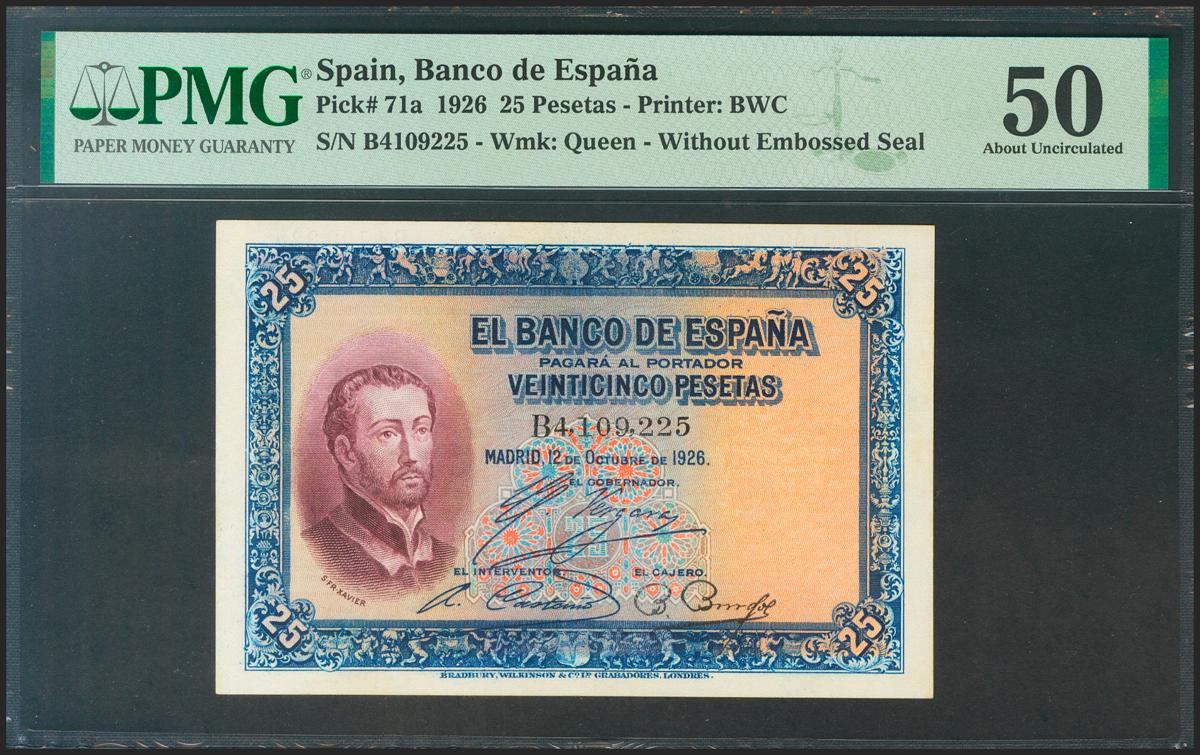 PMG®
PAPER MONEY GUARANTY
Spain, Banco de España
Pick# 71a 1926 25 Pesetas - Printer: BWC
S/N B4109225 - Wmk: Queen - Without Embossed Seal
50
About Uncirculated
25
25
EL BANCO DE ESPAÑA
PAGARÁ AL PORTADOR
VEINTICINCO PESETAS
B4,109,225
MADRID 12 DE OCTUBRE DE 1926.
EL GOBERNADOR.
Vergara
25
EL INTERVENTOR
EL CAJERO.
S. FR. XAVIER
25
25
BRADBURY, WILKINSON & Cº Lᴅ GRABADORES, LONDRES.